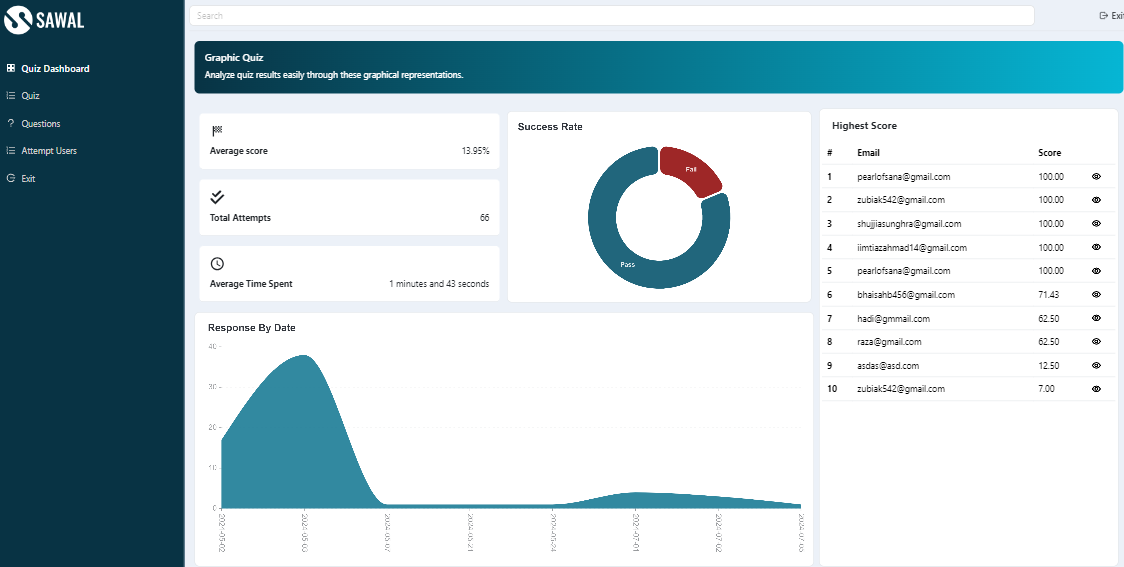 SAWAL
Search
Exit
Quiz Dashboard
Quiz
Questions
Attempt Users
Exit
Graphic Quiz
Analyze quiz results easily through these graphical representations.
Average score 13.95%
Total Attempts 66
Average Time Spent 1 minutes and 43 seconds
Success Rate
Fail
Pass
Highest Score
# Email Score
1 pearlofsana@gmail.com 100.00
2 zubiak542@gmail.com 100.00
3 shujjiasunghra@gmail.com 100.00
4 iimtiazahmad14@gmail.com 100.00
5 pearlofsana@gmail.com 100.00
6 bhaisahb456@gmail.com 71.43
7 hadi@gmmail.com 62.50
8 raza@gmail.com 62.50
9 asdas@asd.com 12.50
10 zubiak542@gmail.com 7.00
Response By Date
40
30
20
10
0
2024-05-02
2024-05-03
2024-05-07
2024-05-21
2024-05-24
2024-07-01
2024-07-02